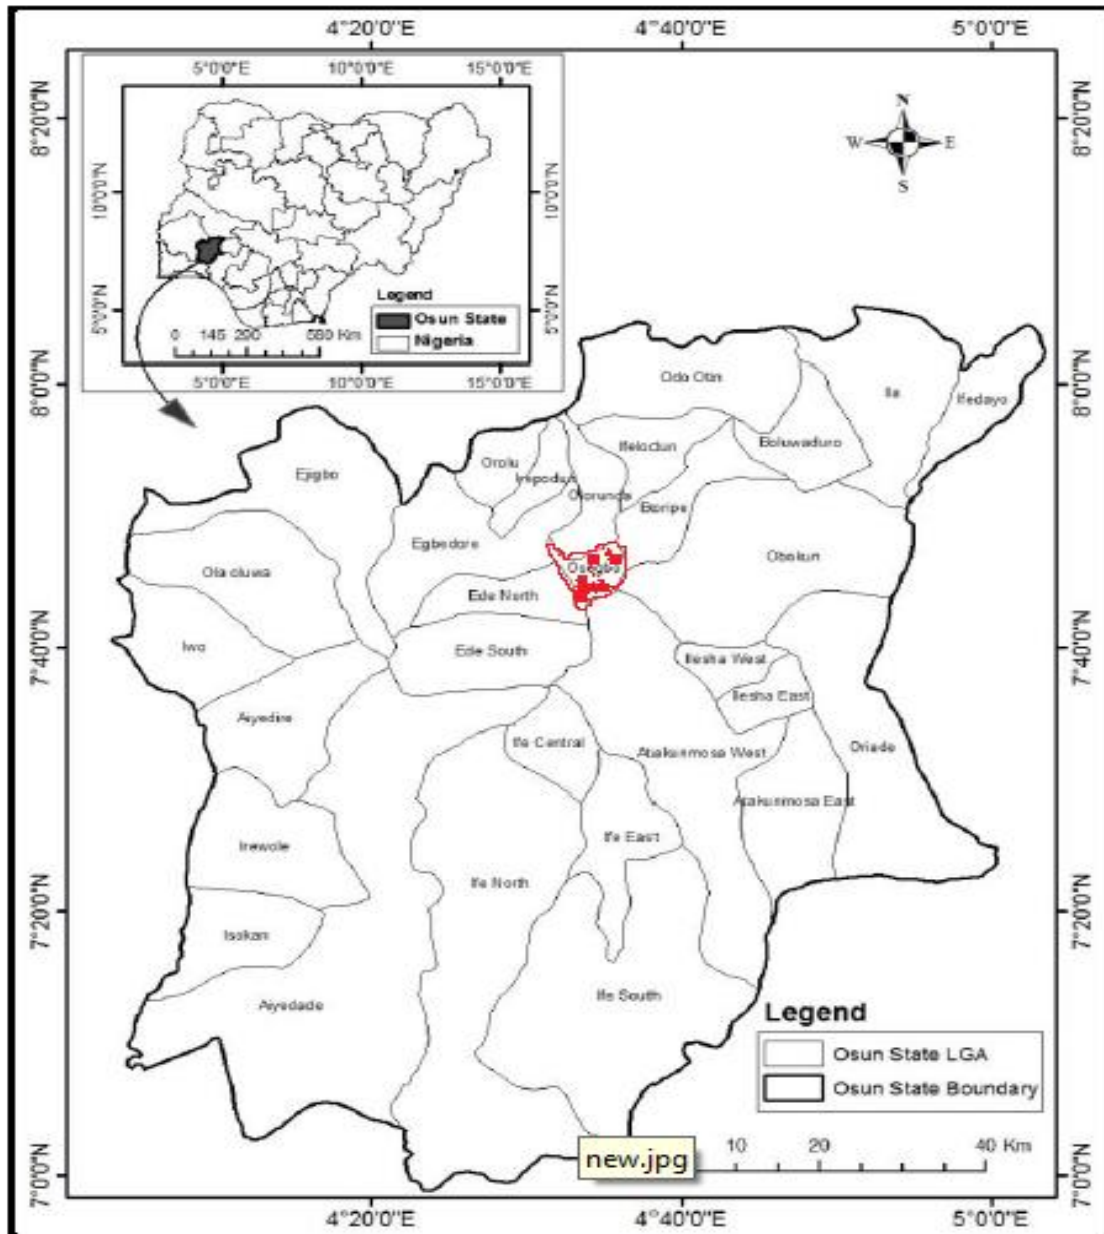 4°20'0"E 4°40'0"E 5°0'0"E
5°0'0"E 10°0'0"E 15°0'0"E
8°20'0"N 8°20'0"N
N
W E
S
10°0'0"N 10°0'0"N
5°0'0"N 5°0'0"N
Legend
Osun State
Nigeria
0 145 290 580 Km
5°0'0"E 10°0'0"E 15°0'0"E
8°0'0"N 8°0'0"N
Odo Otin
Ila
Ifedayo
Boluwaduro
Ifelodun
Orolu
Irepodun
Ejigbo
Olorunda
Boripe
Egbedore
Obokun
Osogbo
Ola oluwa
Ede North
Iwo
Ede South
7°40'0"N 7°40'0"N
Ilesha West
Ilesha East
Aiyedire
Ife Central
Atakunmosa West
Oriade
Atakunmosa East
Ife East
Irewole
Ife North
7°20'0"N 7°20'0"N
Isokan
Aiyedade
Ife South
Legend
Osun State LGA
Osun State Boundary
new.jpg
10 20 40 Km
7°0'0"N 7°0'0"N
4°20'0"E 4°40'0"E 5°0'0"E